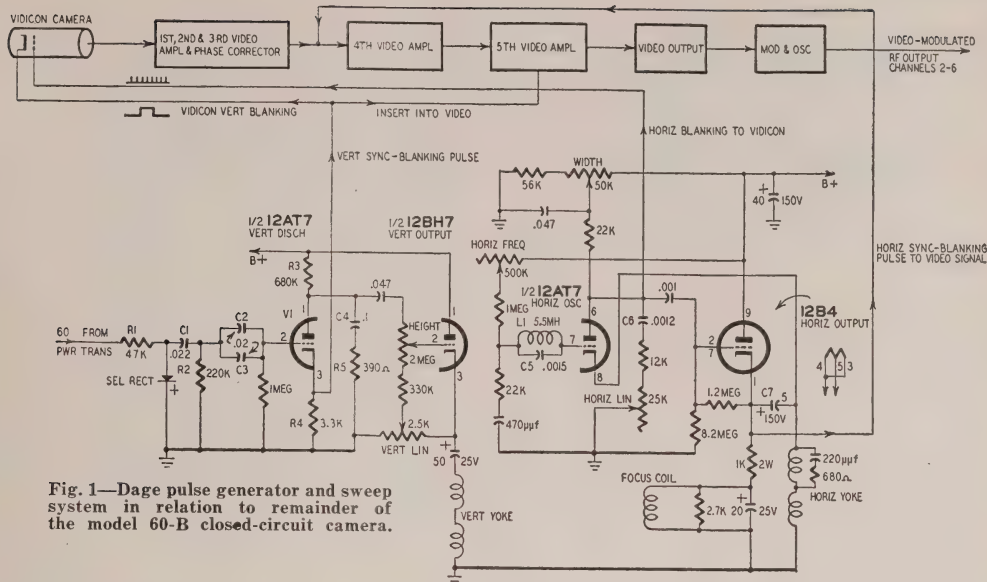 VIDICON CAMERA
1ST, 2ND & 3RD VIDEO
AMPL & PHASE CORRECTOR
4TH VIDEO AMPL
5TH VIDEO AMPL
VIDEO OUTPUT
MOD & OSC
VIDEO-MODULATED
RF OUTPUT
CHANNELS 2-6
VIDICON VERT BLANKING
INSERT INTO VIDEO
HORIZ BLANKING TO VIDICON
VERT SYNC-BLANKING PULSE
WIDTH
56K
50K
B+
40
+
150V
.047
22K
1/2 12AT7
VERT DISCH
1/2 12BH7
VERT OUTPUT
B+
HORIZ FREQ
500K
1/2 12AT7
HORIZ OSC
HORIZ SYNC-BLANKING
PULSE TO VIDEO SIGNAL
12B4
HORIZ OUTPUT
R3
680K
.047
1
1
V1
C4
.1
HEIGHT
2
2MEG
3
330K
R5
390Ω
2.5K
VERT LIN
60~ FROM
PWR TRANS
R1
47K
C1
.022
R2
220K
C2
.02
C3
2
3
1MEG
SEL RECT
+
R4
3.3K
1MEG
L1
5.5MH
C5
.0015
6
7
8
22K
470μμf
.001
C6
.0012
12K
HORIZ LIN
25K
9
2
7
1
1.2MEG
8.2MEG
C7
5
+
150V
4
5
3
1K
2W
220μμf
680Ω
HORIZ YOKE
FOCUS COIL
2.7K
+
20
25V
+
50
25V
VERT YOKE
Fig. 1—Dage pulse generator and sweep
system in relation to remainder of
the model 60-B closed-circuit camera.